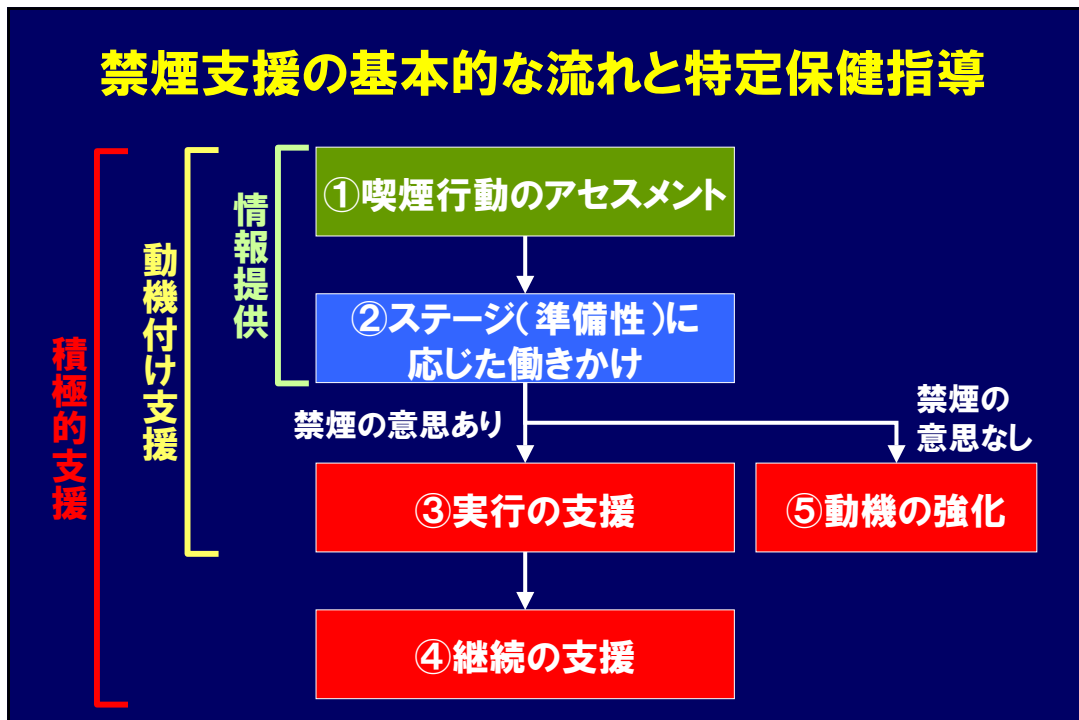 禁煙支援の基本的な流れと特定保健指導
積極的支援
動機付け支援
情報提供
①喫煙行動のアセスメント
②ステージ(準備性)に
応じた働きかけ
禁煙の意思あり
禁煙の
意思なし
③実行の支援
⑤動機の強化
④継続の支援